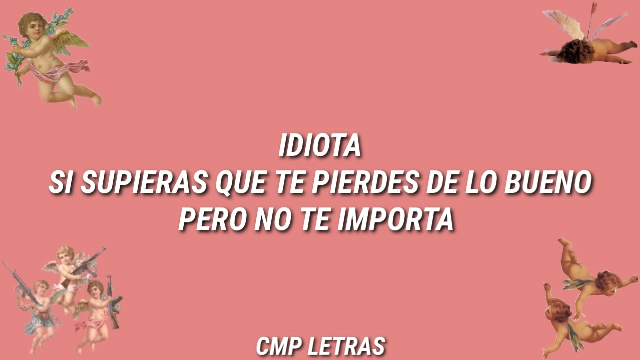 IDIOTA
SI SUPIERAS QUE TE PIERDES DE LO BUENO
PERO NO TE IMPORTA
CMP LETRAS